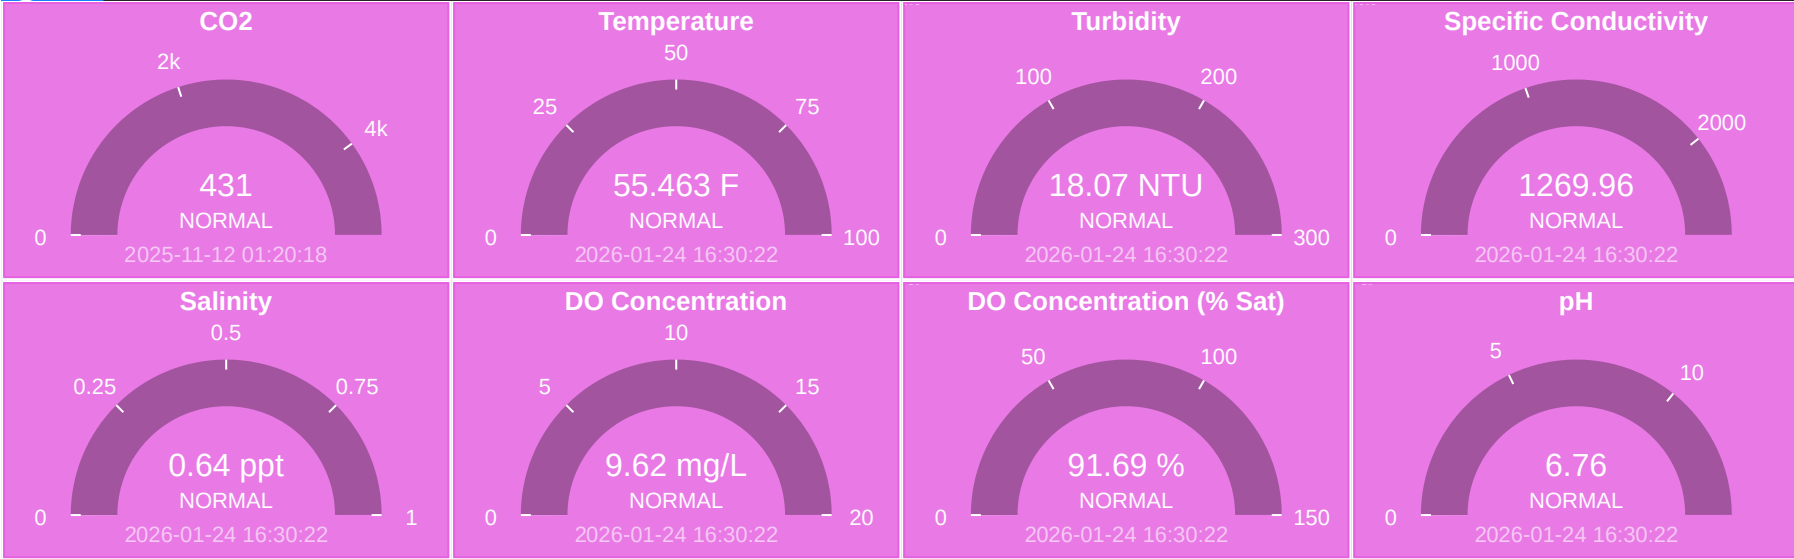 CO2
2k
4k
0
431
NORMAL
2025-11-12 01:20:18
Temperature
50
25
75
0
100
55.463 F
NORMAL
2026-01-24 16:30:22
Turbidity
100
200
0
300
18.07 NTU
NORMAL
2026-01-24 16:30:22
Specific Conductivity
1000
2000
0
1269.96
NORMAL
2026-01-24 16:30:22
Salinity
0.5
0.25
0.75
0
1
0.64 ppt
NORMAL
2026-01-24 16:30:22
DO Concentration
10
5
15
0
20
9.62 mg/L
NORMAL
2026-01-24 16:30:22
DO Concentration (% Sat)
50
100
0
150
91.69 %
NORMAL
2026-01-24 16:30:22
pH
5
10
0
6.76
NORMAL
2026-01-24 16:30:22